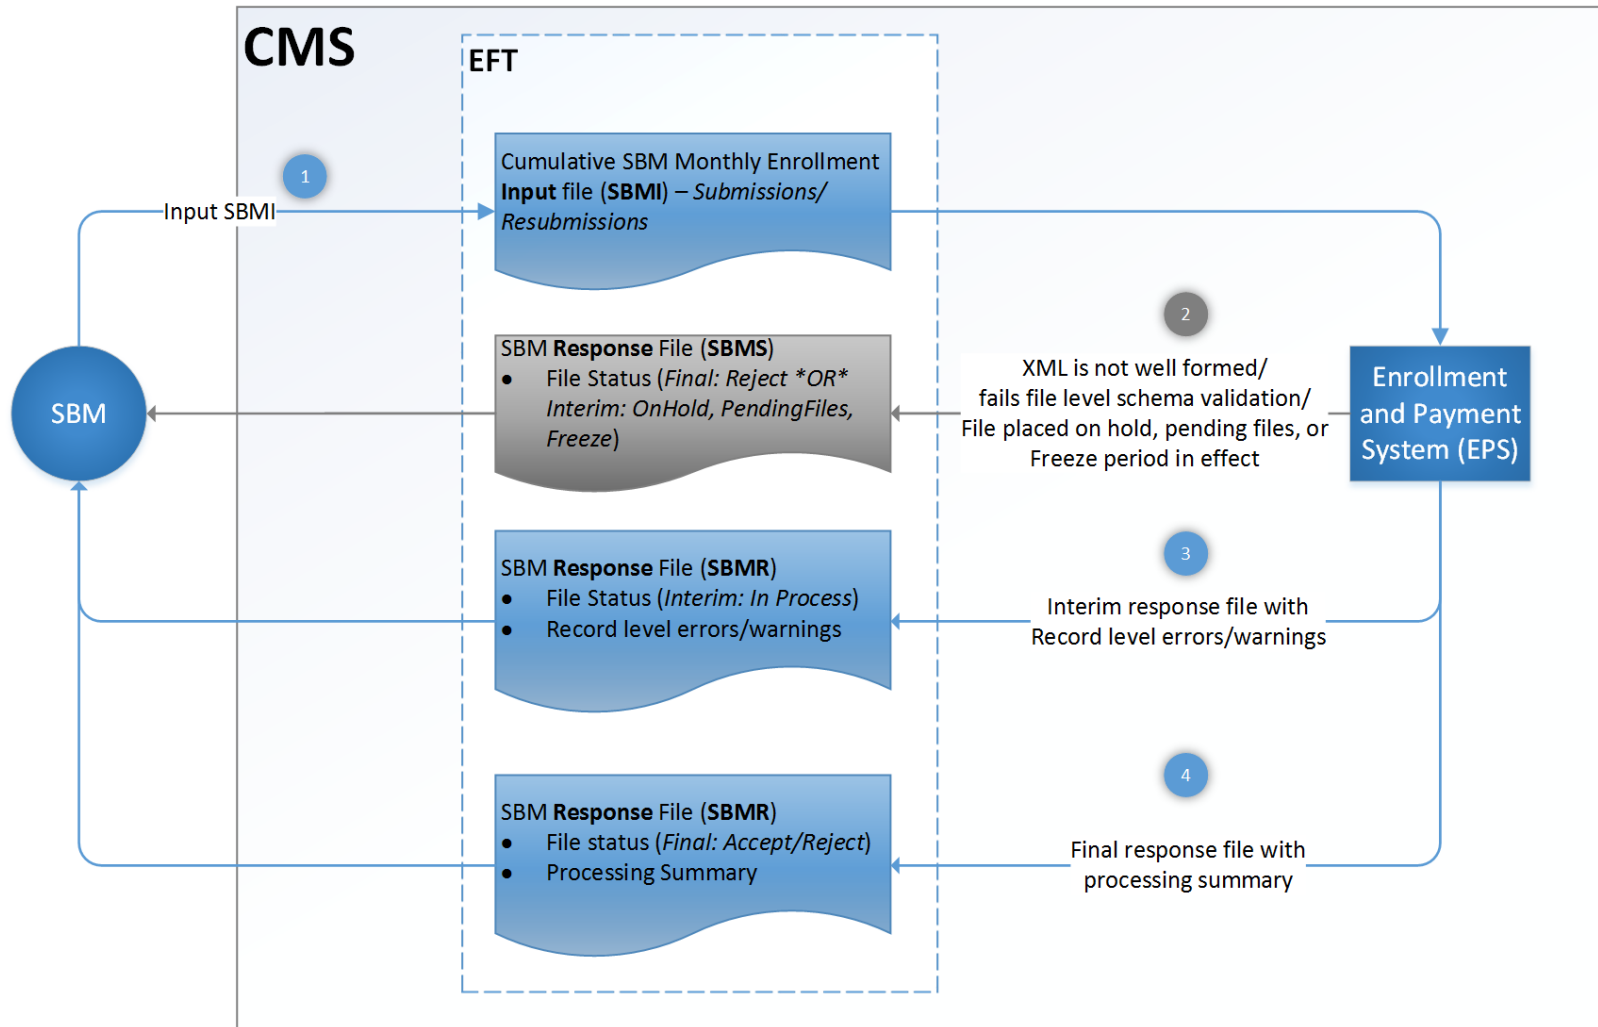 CMS
EFT
1
Input SBMI
Cumulative SBM Monthly Enrollment
Input file (SBMI) – Submissions/
Resubmissions
2
SBM Response File (SBMS)
● File Status (Final: Reject *OR*
Interim: OnHold, PendingFiles,
Freeze)
XML is not well formed/
fails file level schema validation/
File placed on hold, pending files, or
Freeze period in effect
Enrollment
and Payment
System (EPS)
SBM
3
SBM Response File (SBMR)
● File Status (Interim: In Process)
● Record level errors/warnings
Interim response file with
Record level errors/warnings
4
SBM Response File (SBMR)
● File status (Final: Accept/Reject)
● Processing Summary
Final response file with
processing summary